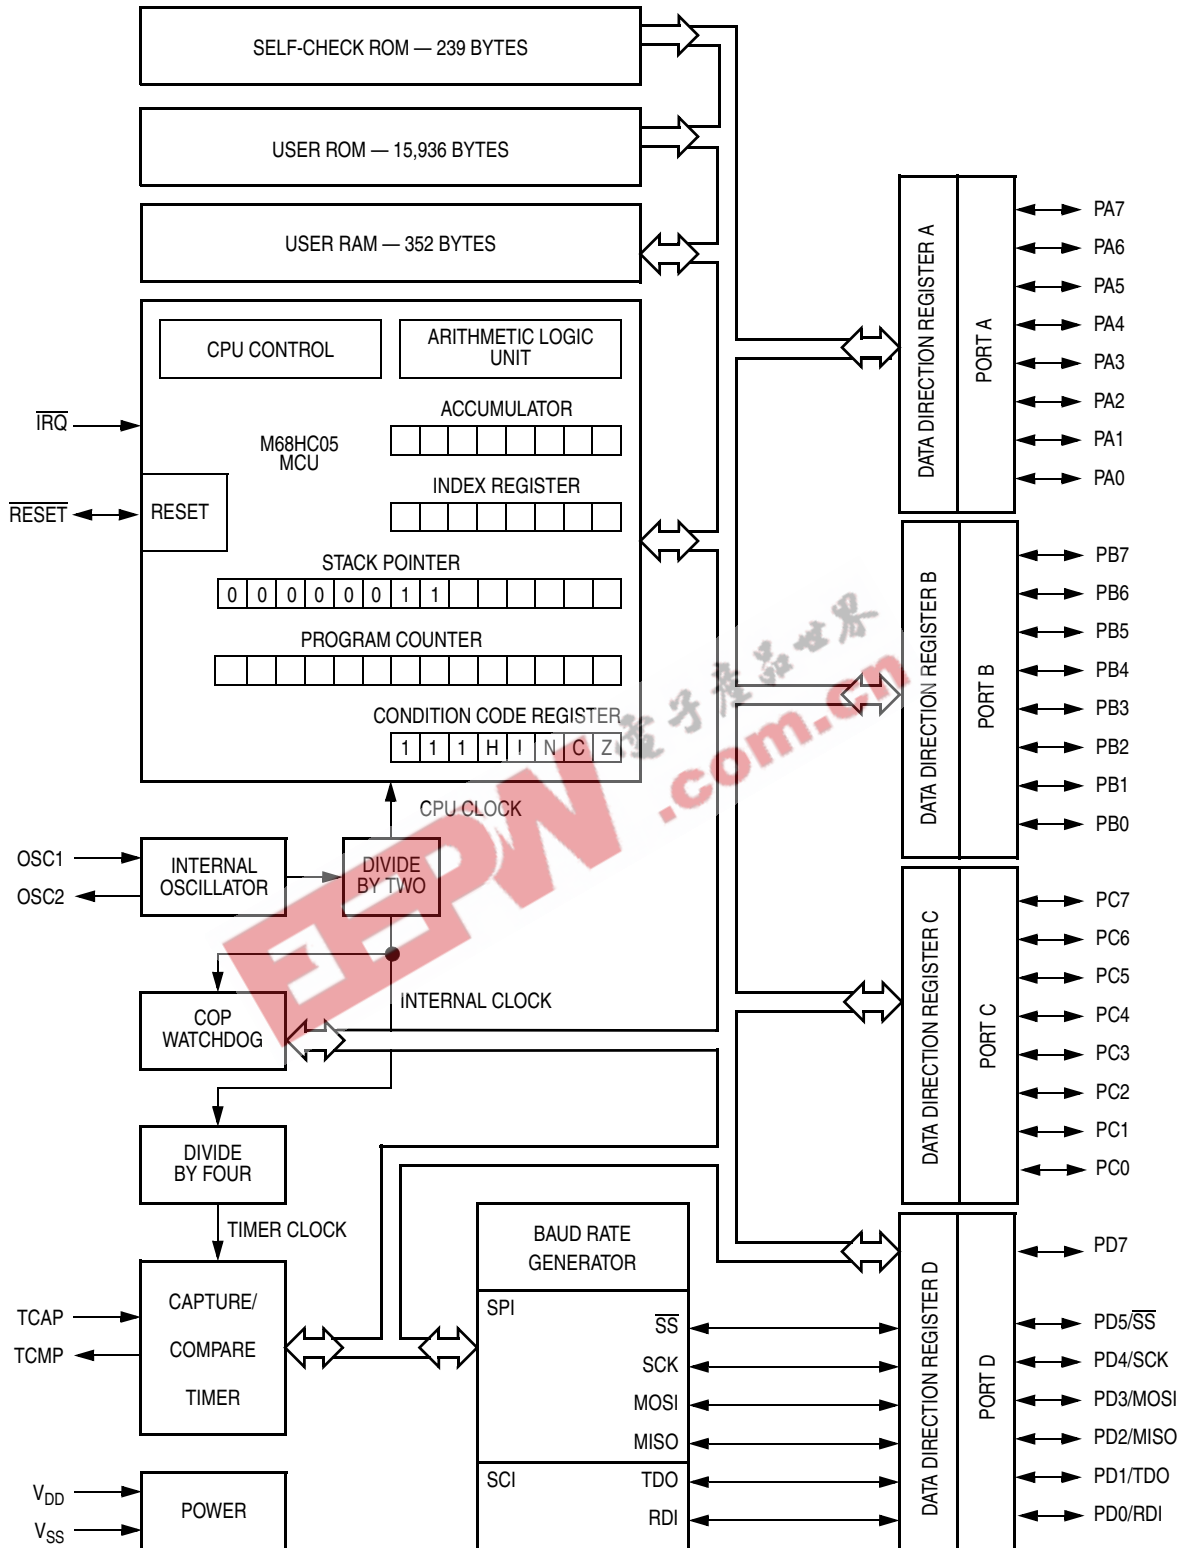 SELF-CHECK ROM — 239 BYTES
USER ROM — 15,936 BYTES
USER RAM — 352 BYTES
CPU CONTROL
ARITHMETIC LOGIC
UNIT
ACCUMULATOR
M68HC05
MCU
INDEX REGISTER
IRQ
RESET
RESET
STACK POINTER
0 0 0 0 0 0 1 1
PROGRAM COUNTER
CONDITION CODE REGISTER
1 1 1 H I N C Z
CPU CLOCK
OSC1
OSC2
INTERNAL
OSCILLATOR
DIVIDE
BY TWO
INTERNAL CLOCK
COP
WATCHDOG
DIVIDE
BY FOUR
TIMER CLOCK
TCAP
TCMP
CAPTURE/
COMPARE
TIMER
VDD
VSS
POWER
BAUD RATE
GENERATOR
SPI
SS
SCK
MOSI
MISO
SCI
TDO
RDI
DATA DIRECTION REGISTER A
PORT A
PA7
PA6
PA5
PA4
PA3
PA2
PA1
PA0
DATA DIRECTION REGISTER B
PORT B
PB7
PB6
PB5
PB4
PB3
PB2
PB1
PB0
DATA DIRECTION REGISTER C
PORT C
PC7
PC6
PC5
PC4
PC3
PC2
PC1
PC0
DATA DIRECTION REGISTER D
PORT D
PD7
PD5/SS
PD4/SCK
PD3/MOSI
PD2/MISO
PD1/TDO
PD0/RDI
EEPW
電子產品世界
.com.cn